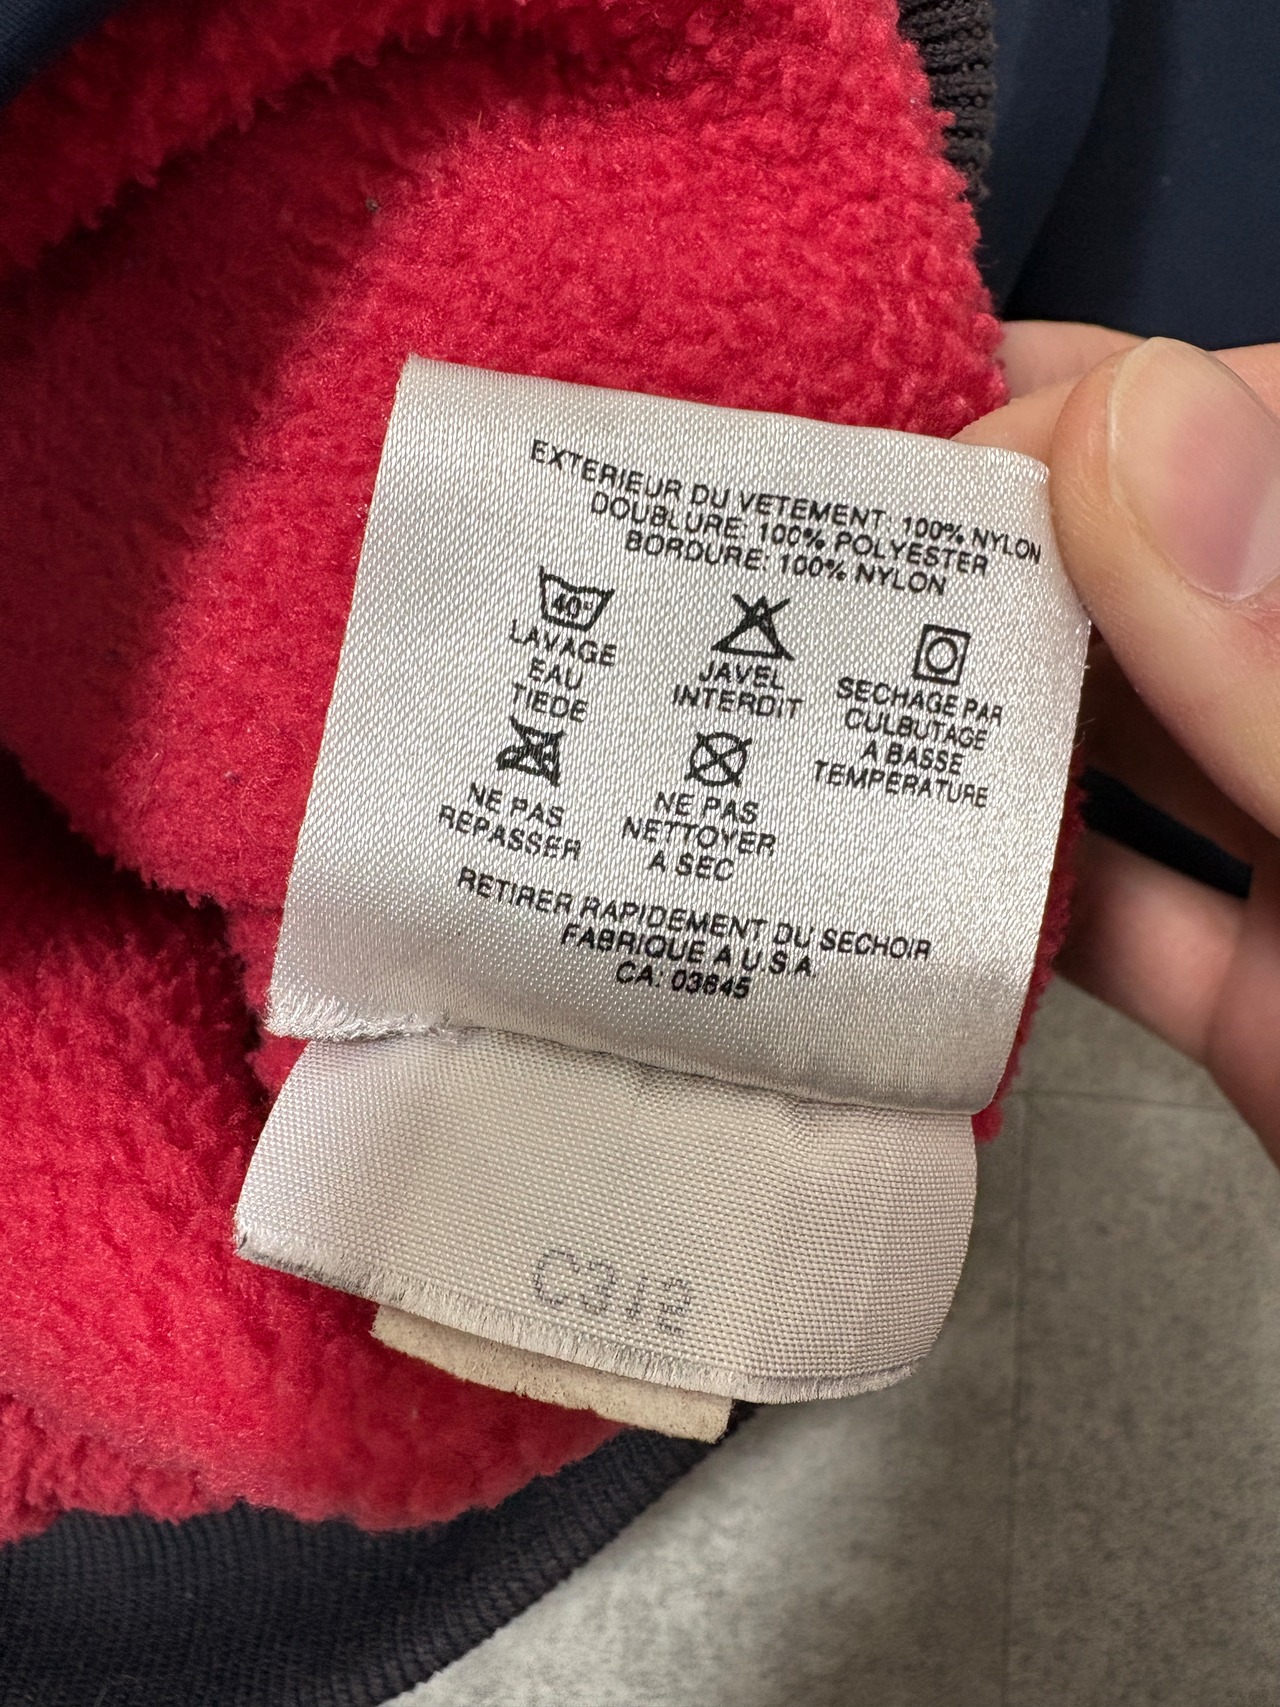 EXTERIEUR DU VETEMENT: 100% NYLON
DOUBLURE: 100% POLYESTER
BORDURE: 100% NYLON
40°
LAVAGE
EAU
TIEDE
JAVEL
INTERDIT
SECHAGE PAR
CULBUTAGE
A BASSE
TEMPERATURE
NE PAS
REPASSER
NE PAS
NETTOYER
A SEC
RETIRER RAPIDEMENT DU SECHOIR
FABRIQUE A U.S.A.
CA: 03645